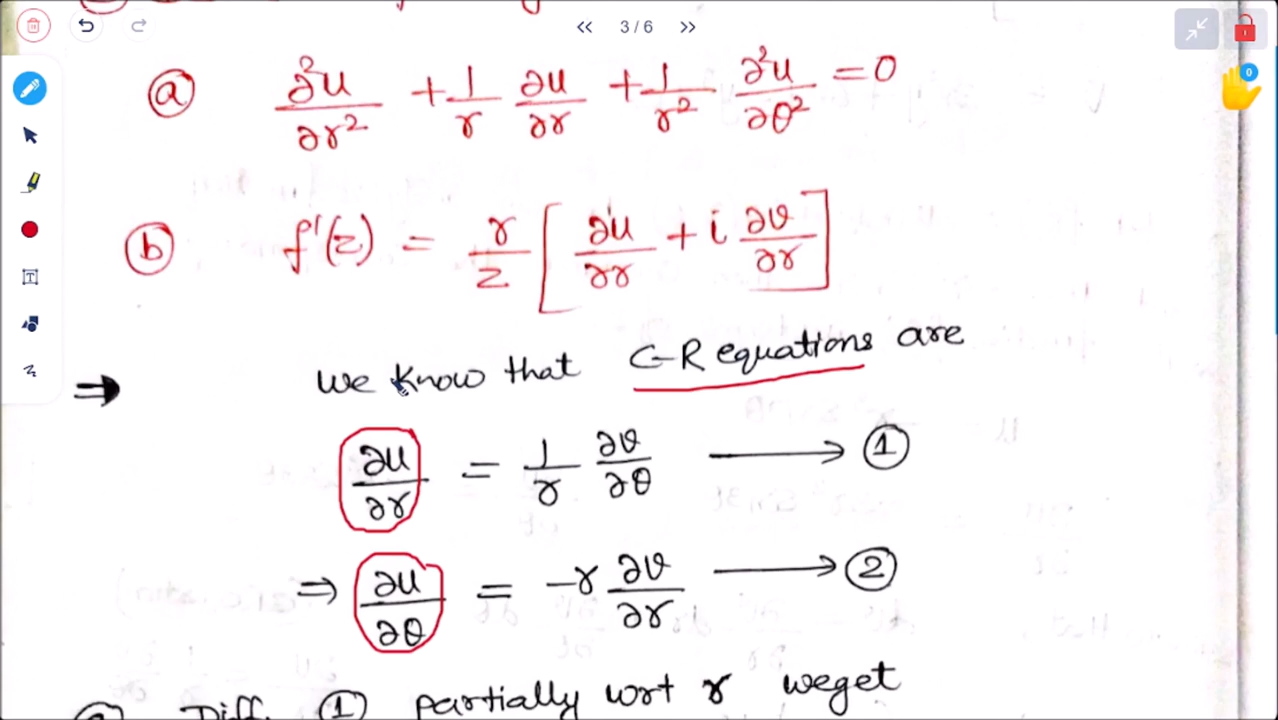 3 / 6
0
ⓐ ∂²u/∂r² + 1/r ∂u/∂r + 1/r² ∂²u/∂θ² = 0
ⓑ f'(z) = r/z [ ∂u/∂r + i ∂v/∂r ]
⇒ We know that C-R equations are
∂u/∂r = 1/r ∂v/∂θ ⟶ ①
⇒ ∂u/∂θ = -r ∂v/∂r ⟶ ②
ⓐ Diff. ① partially wrt r weget